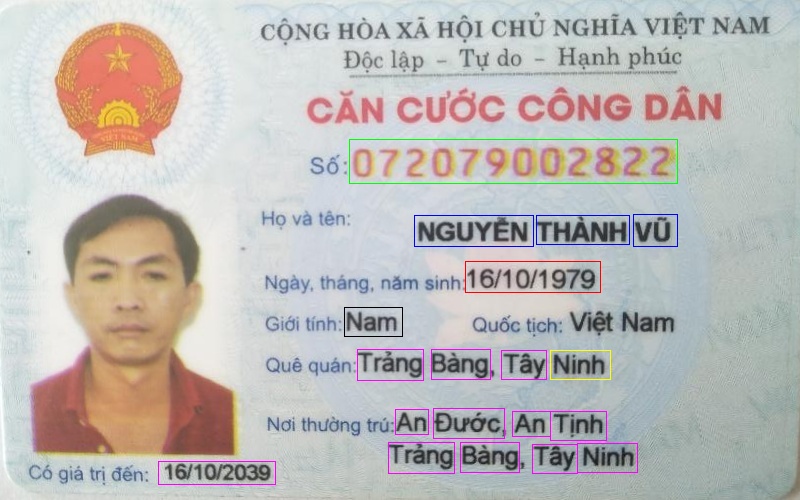 CỘNG HÒA XÃ HỘI CHỦ NGHĨA VIỆT NAM
Độc lập - Tự do - Hạnh phúc
CĂN CƯỚC CÔNG DÂN
Số: 072079002822
Họ và tên: NGUYỄN THÀNH VŨ
Ngày, tháng, năm sinh: 16/10/1979
Giới tính: Nam Quốc tịch: Việt Nam
Quê quán: Trảng Bàng, Tây Ninh
Nơi thường trú: An Đước, An Tịnh
Trảng Bàng, Tây Ninh
Có giá trị đến: 16/10/2039